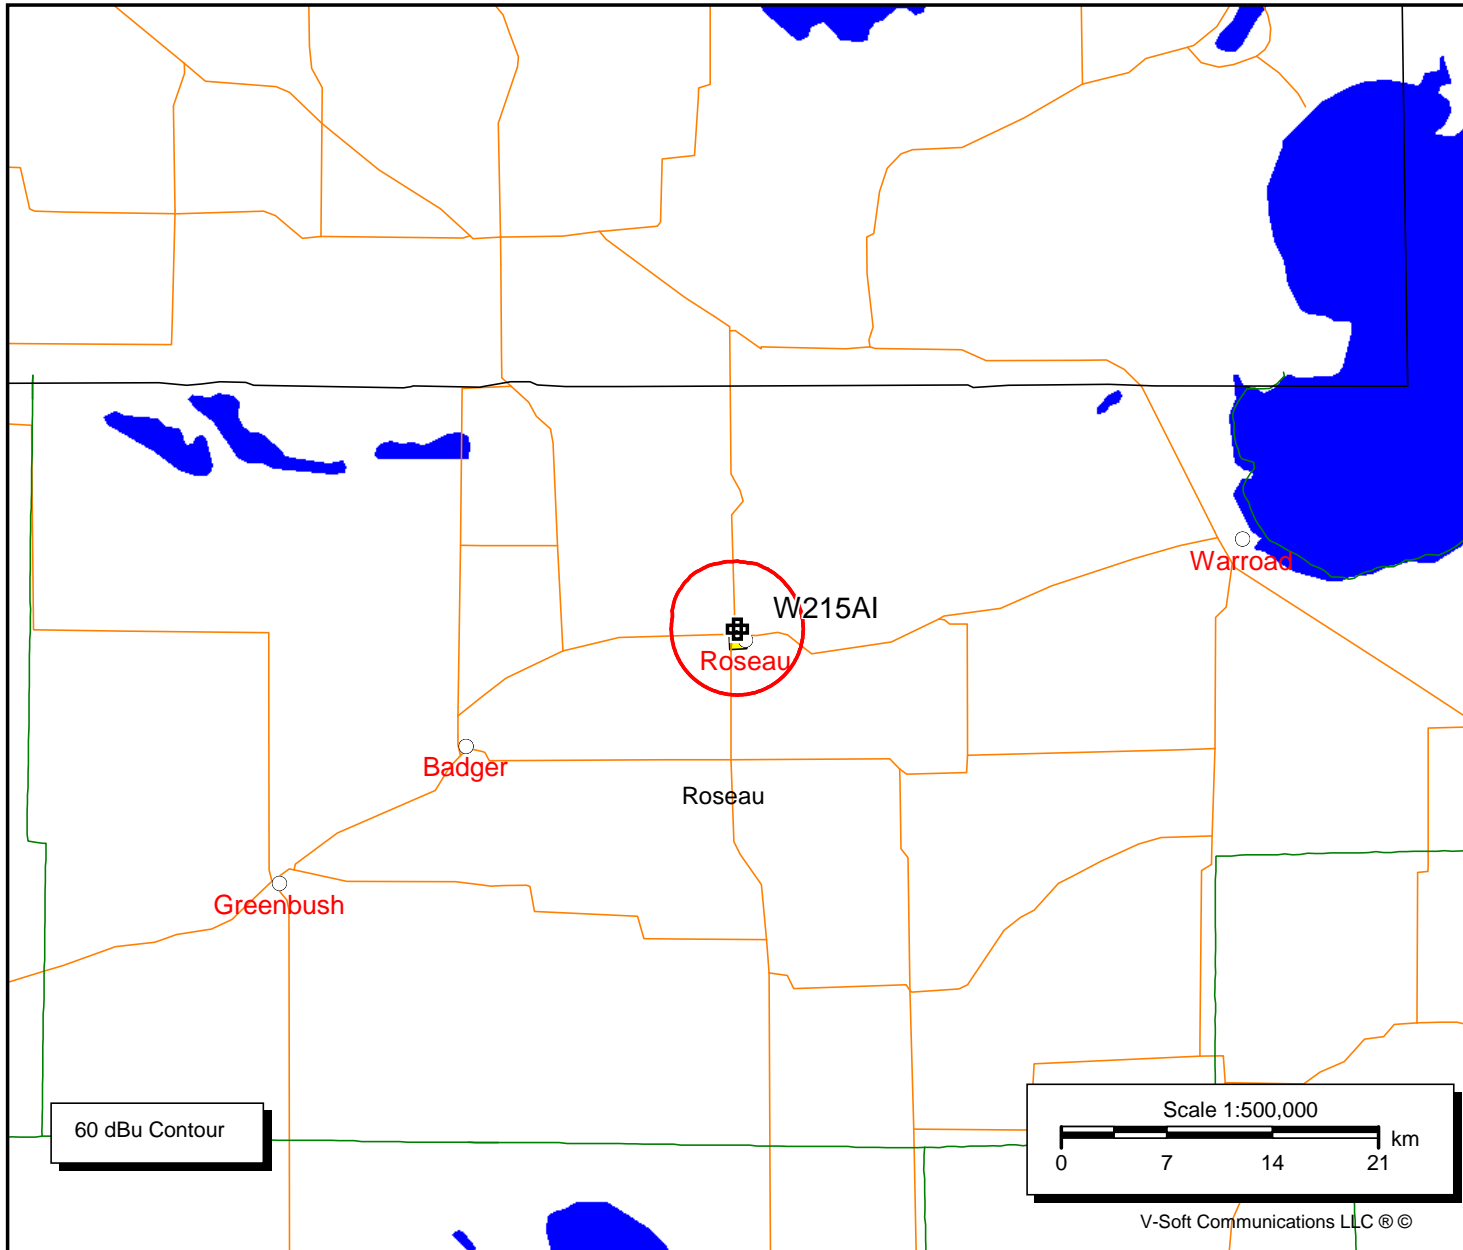 Warroad
W215AI
Roseau
Badger
Roseau
Greenbush
60 dBu Contour
Scale 1:500,000
km
0 7 14 21
V-Soft Communications LLC ® ©